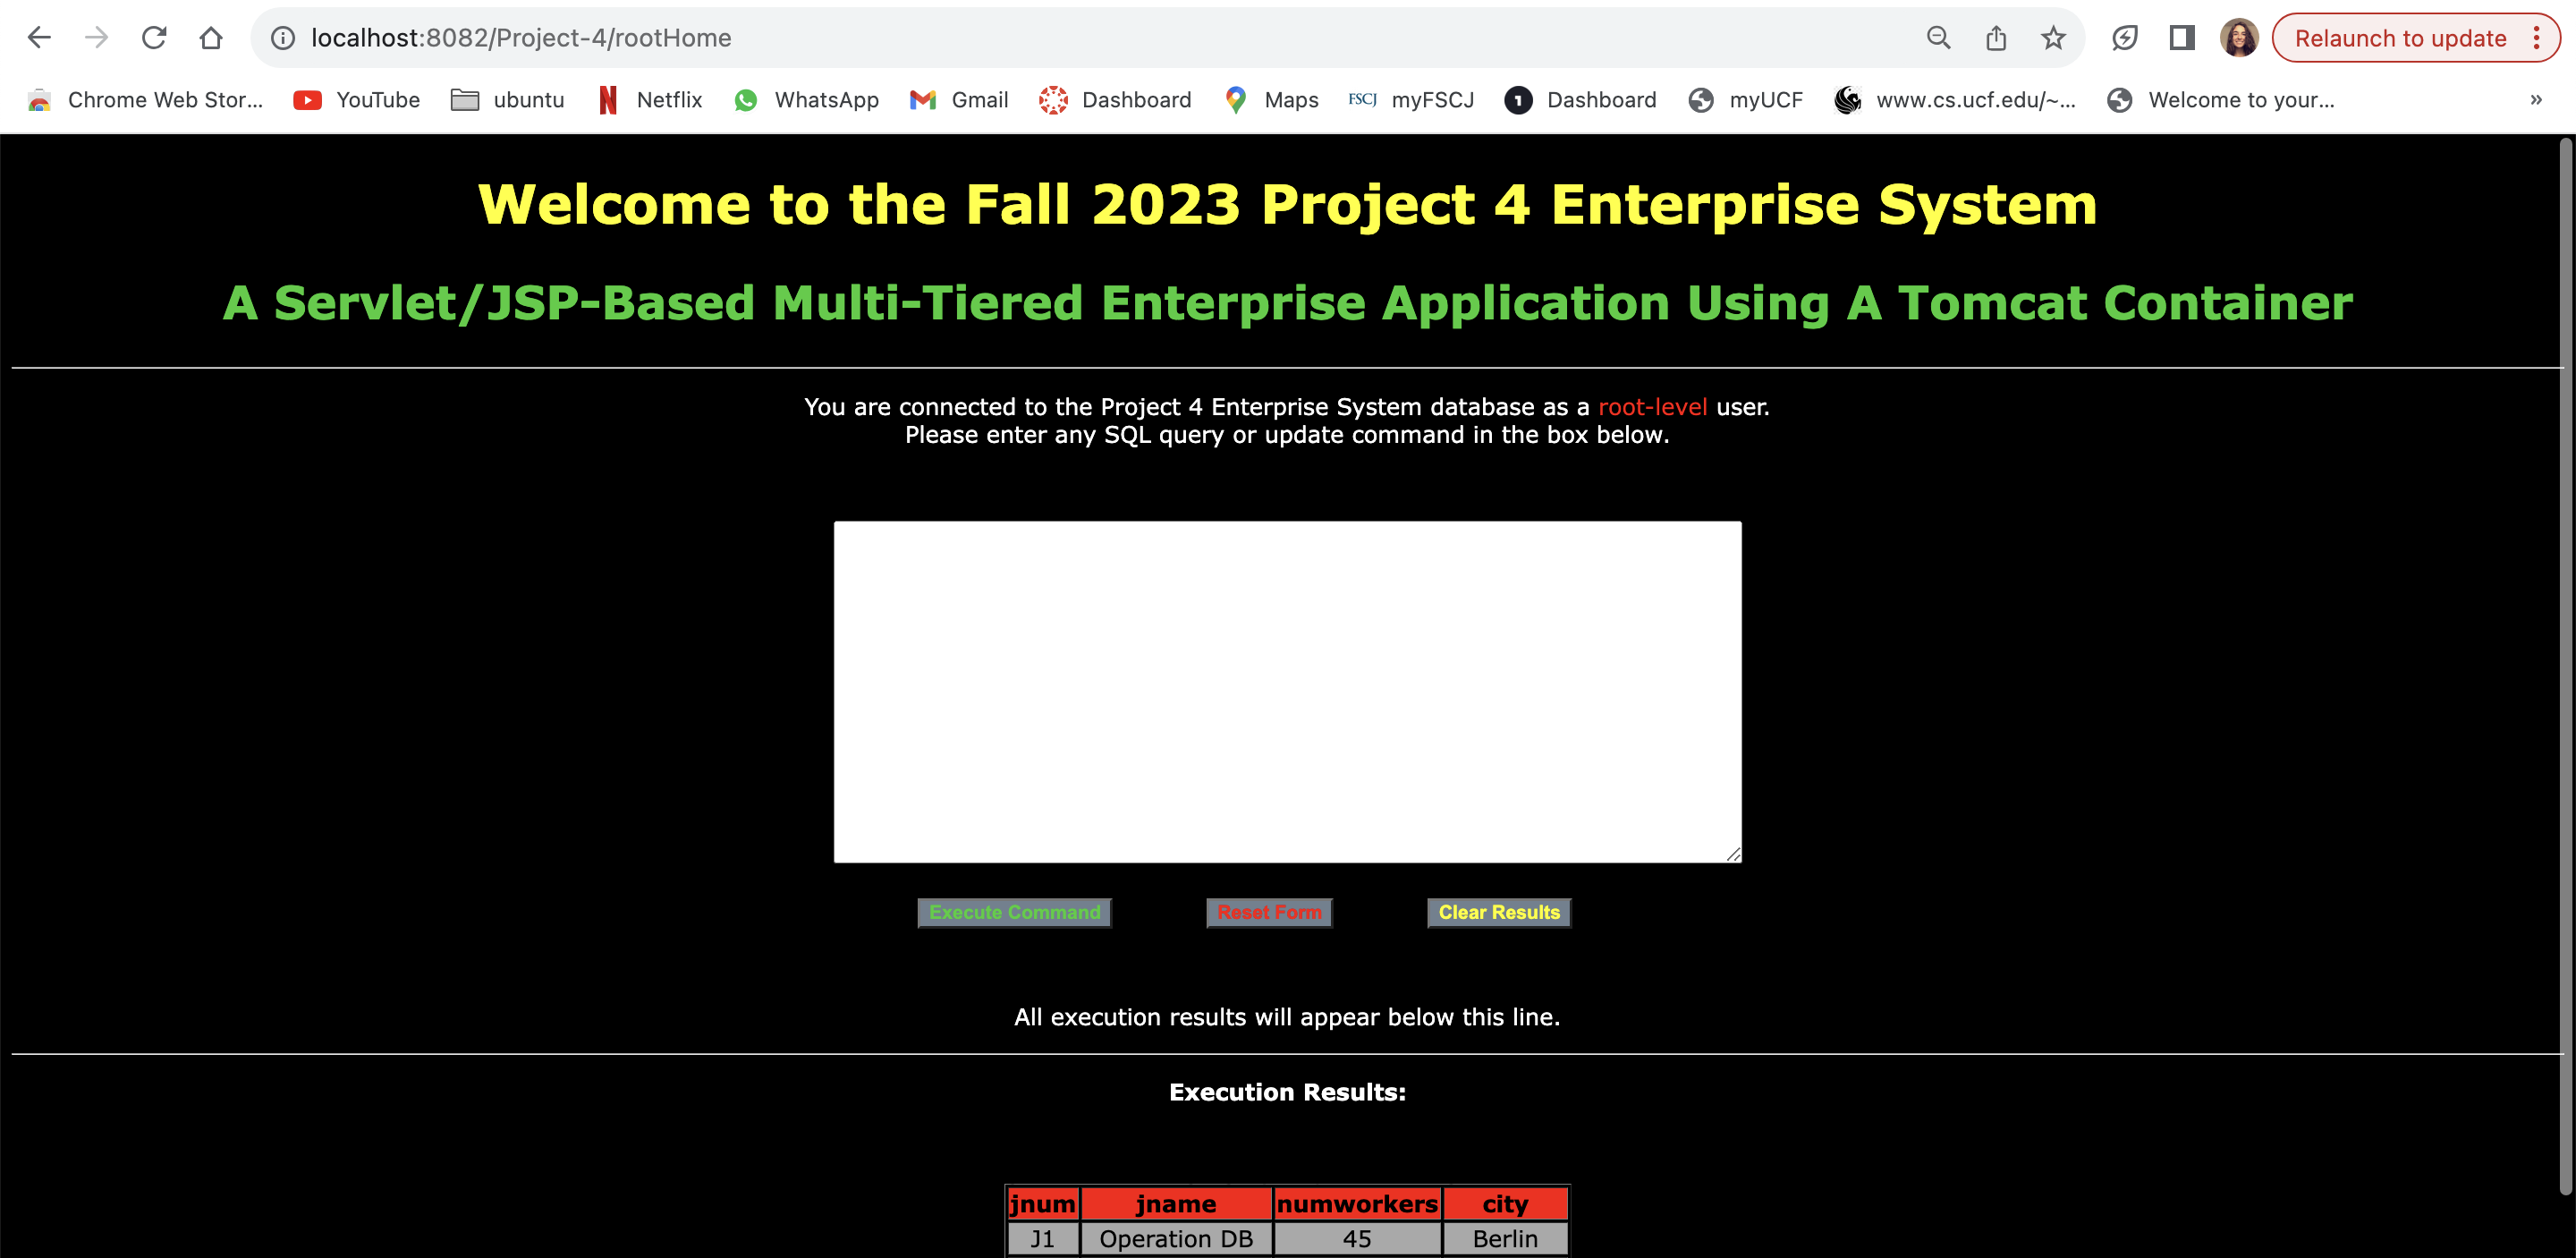 localhost:8082/Project-4/rootHome
Relaunch to update
Chrome Web Stor... YouTube ubuntu Netflix WhatsApp Gmail Dashboard Maps FSCJ myFSCJ 1 Dashboard myUCF www.cs.ucf.edu/~... Welcome to your... »
Welcome to the Fall 2023 Project 4 Enterprise System
A Servlet/JSP-Based Multi-Tiered Enterprise Application Using A Tomcat Container
You are connected to the Project 4 Enterprise System database as a root-level user.
Please enter any SQL query or update command in the box below.
Execute Command Reset Form Clear Results
All execution results will appear below this line.
Execution Results:
jnum jname numworkers city
J1 Operation DB 45 Berlin